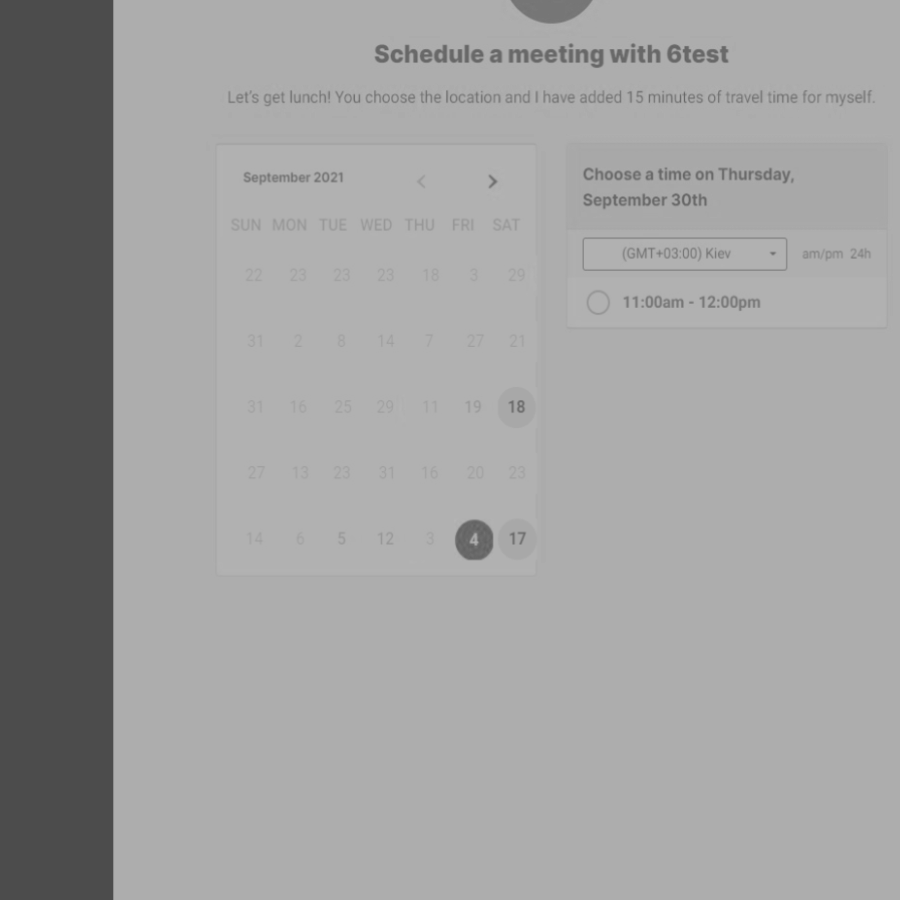 Schedule a meeting with 6test
Let's get lunch! You choose the location and I have added 15 minutes of travel time for myself.
September 2021
SUN MON TUE WED THU FRI SAT
22 23 23 23 18 3 29
31 2 8 14 7 27 21
31 16 25 29 11 19 18
27 13 23 31 16 20 23
14 6 5 12 3 4 17
Choose a time on Thursday,
September 30th
(GMT+03:00) Kiev am/pm 24h
11:00am - 12:00pm